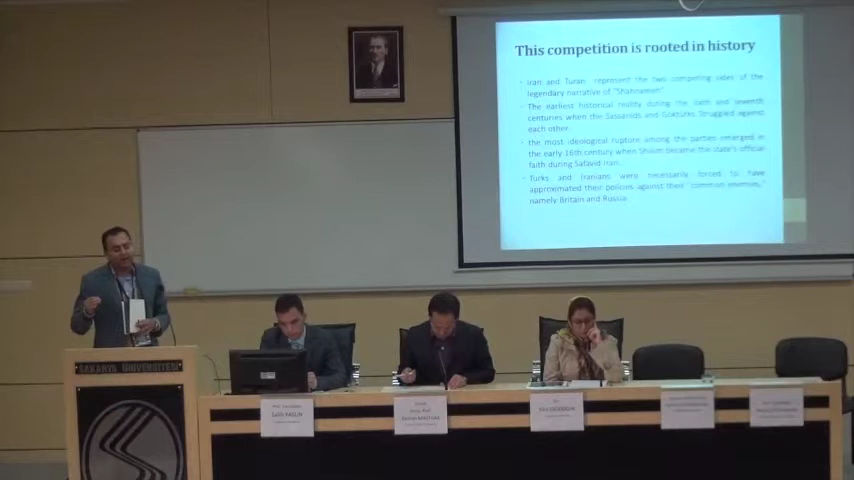 This competition is rooted in history
- Iran and Turan represent the two competing sides of the
legendary narrative of "Shahnameh"
- The earliest historical reality during the sixth and seventh
centuries when the Sassanids and Gokturks Struggled against
each other.
- the most ideological rupture among the parties emerged in
the early 16th century when Shiism became the state's official
faith during Safavid Iran...
- Turks and Iranians were necessarily forced to have
approximated their policies against their "common enemies,"
namely Britain and Russia.
SAKARYA ÜNİVERSİTESİ